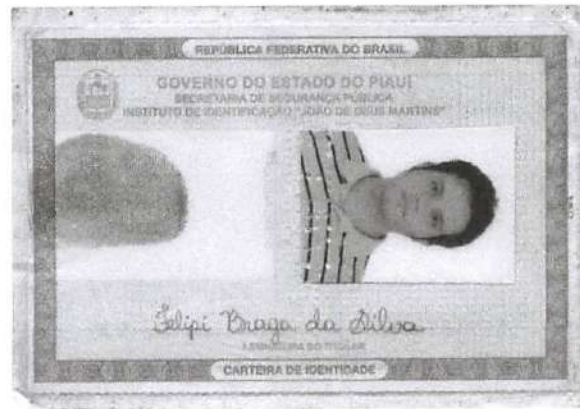 REPÚBLICA FEDERATIVA DO BRASIL
GOVERNO DO ESTADO DO PIAUÍ
SECRETARIA DE SEGURANÇA PÚBLICA
INSTITUTO DE IDENTIFICAÇÃO "JOÃO DE DEUS MARTINS"
Felipi Braga da Silva
ASSINATURA DO TITULAR
CARTEIRA DE IDENTIDADE